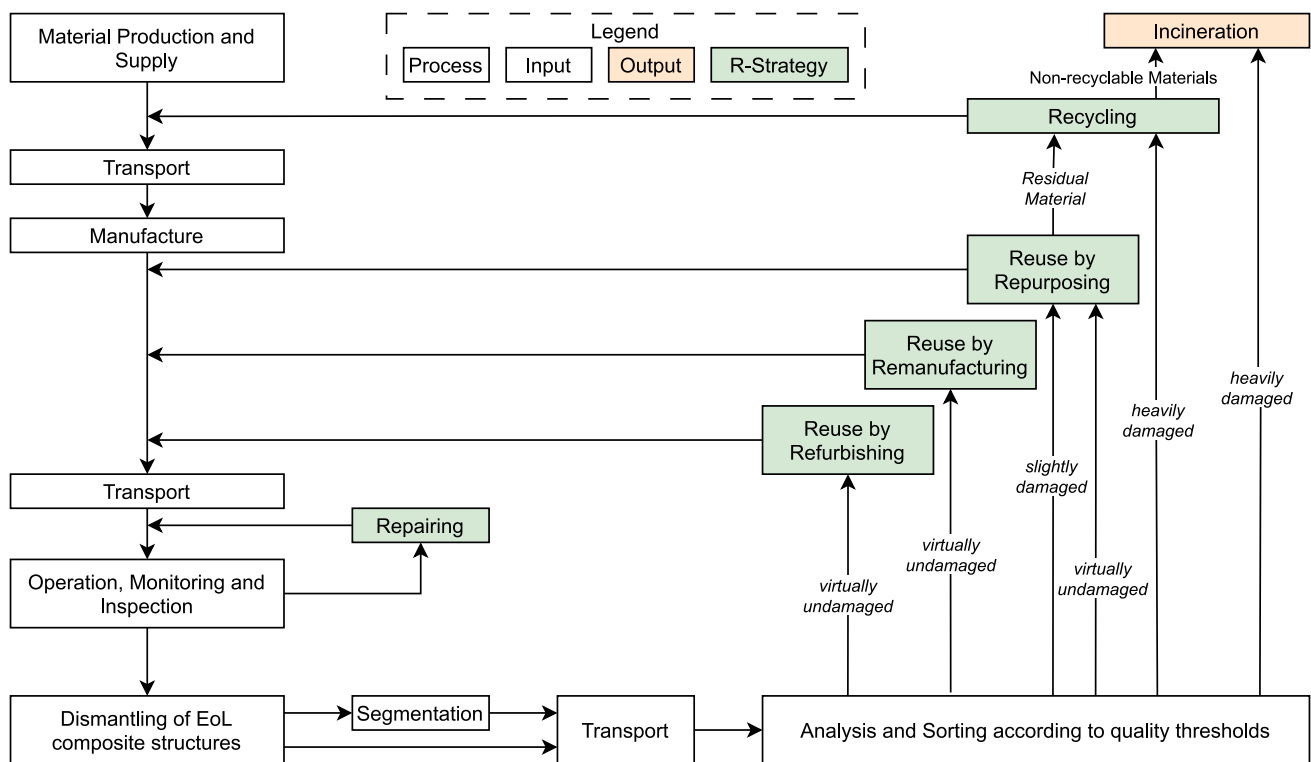 Material Production and
Supply
Legend
Process
Input
Output
R-Strategy
Incineration
Non-recyclable Materials
Recycling
Transport
Residual
Material
Manufacture
Reuse by
Repurposing
Reuse by
Remanufacturing
heavily
damaged
heavily
damaged
Reuse by
Refurbishing
slightly
damaged
Transport
Repairing
virtually
undamaged
virtually
undamaged
virtually
undamaged
Operation, Monitoring and
Inspection
Dismantling of EoL
composite structures
Segmentation
Transport
Analysis and Sorting according to quality thresholds